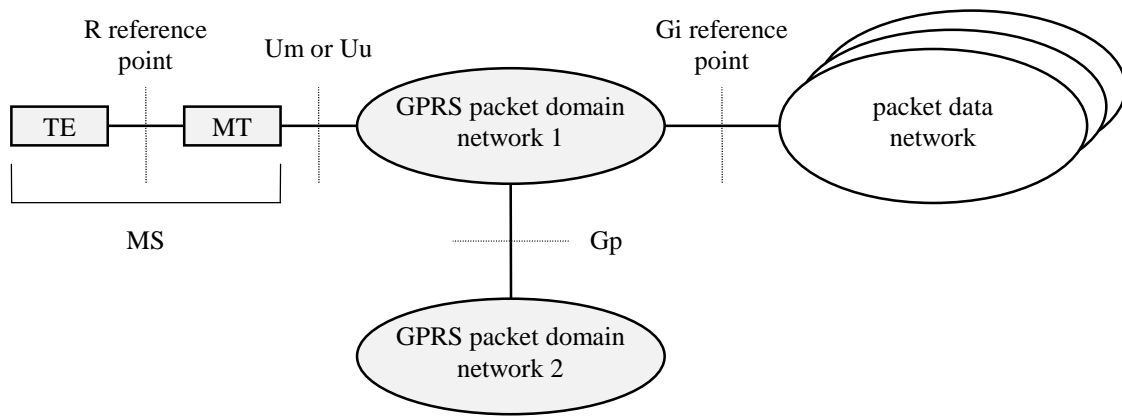 R reference
point
Um or Uu
Gi reference
point
TE
MT
GPRS packet domain
network 1
packet data
network
MS
Gp
GPRS packet domain
network 2